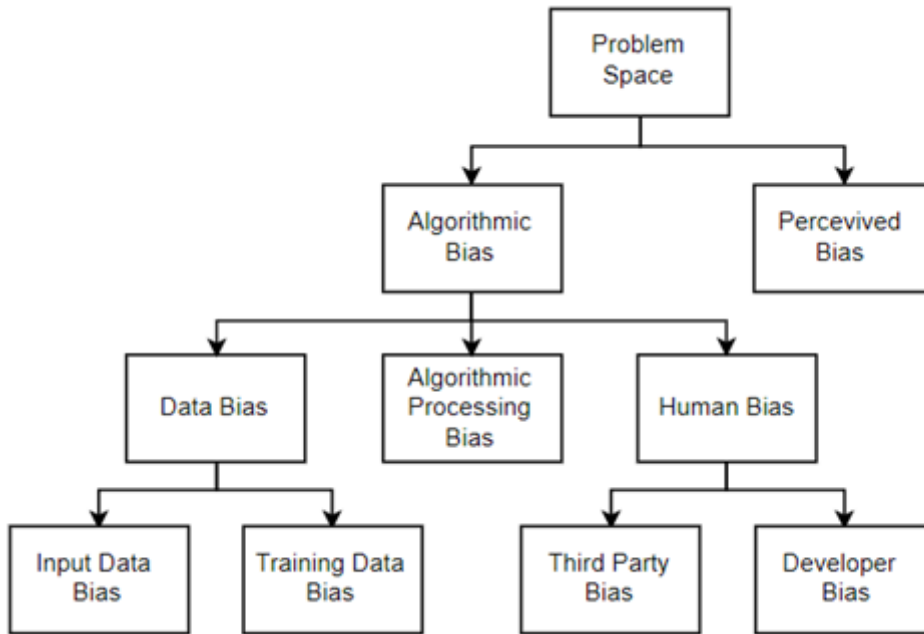 Problem
Space
Algorithmic
Bias
Percevived
Bias
Data Bias
Algorithmic
Processing
Bias
Human Bias
Input Data
Bias
Training Data
Bias
Third Party
Bias
Developer
Bias